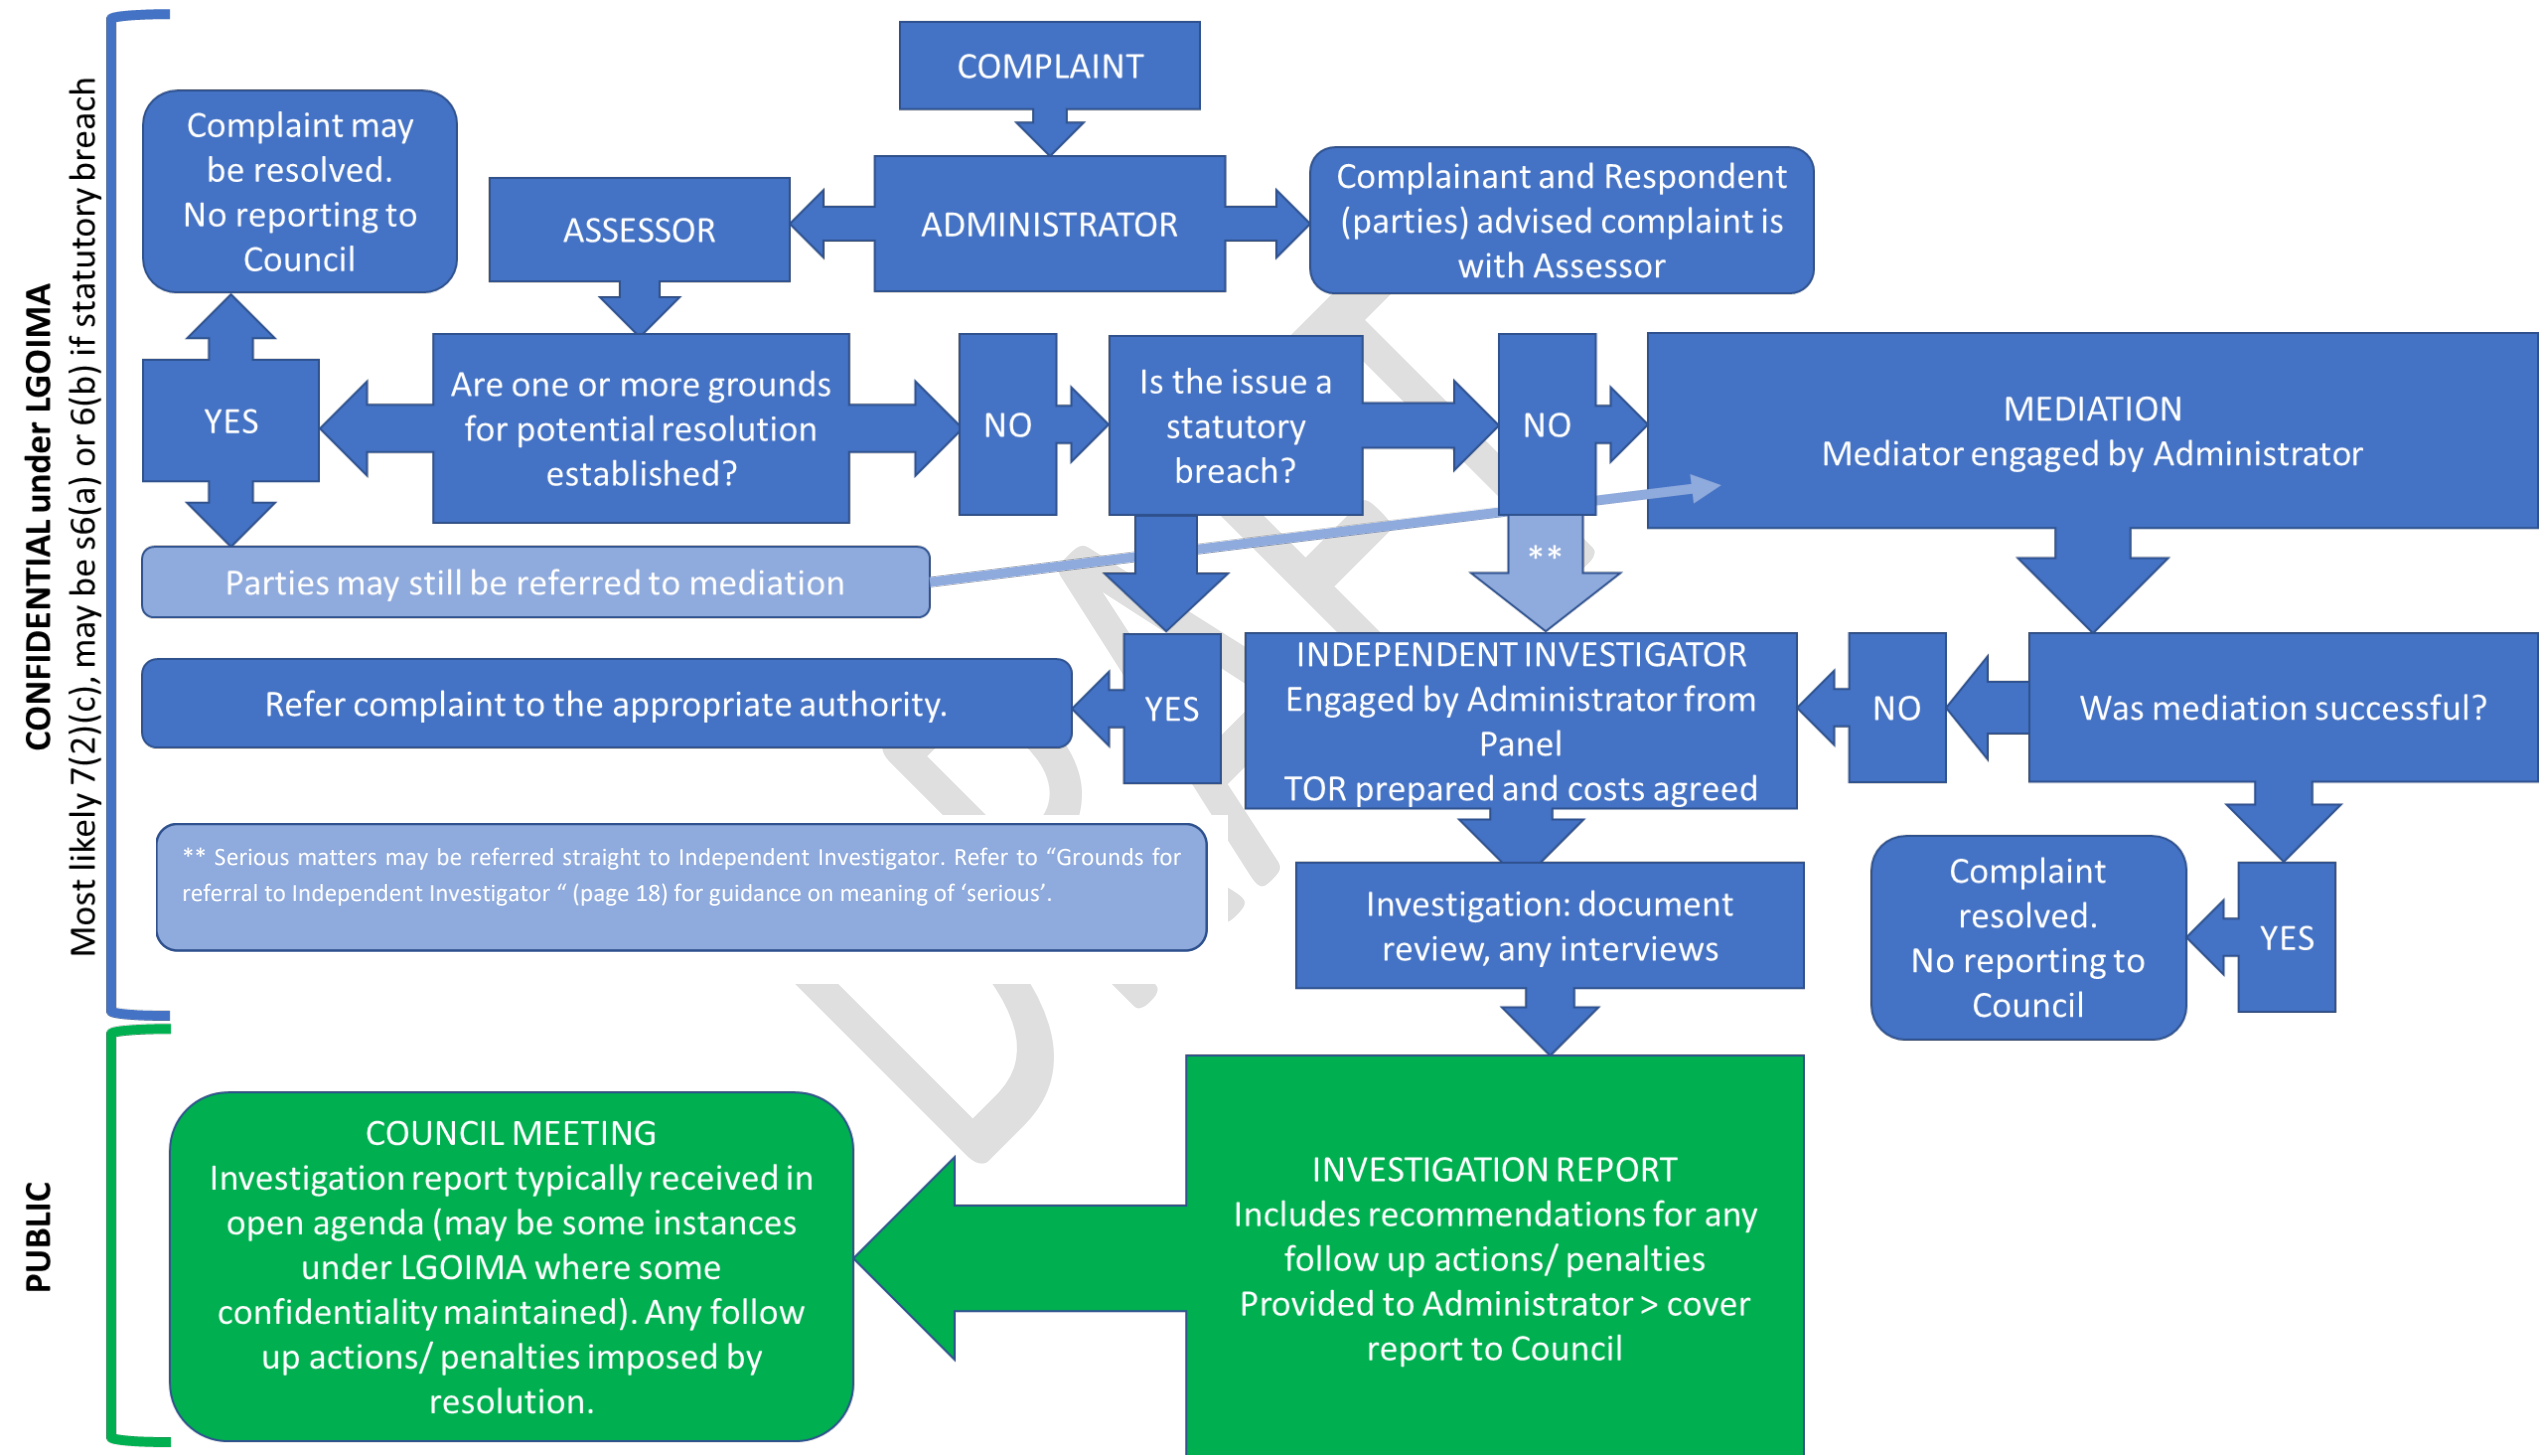 COMPLAINT
Complaint may
be resolved.
No reporting to
Council
ASSESSOR
ADMINISTRATOR
Complainant and Respondent
(parties) advised complaint is
with Assessor
YES
Are one or more grounds
for potential resolution
established?
NO
Is the issue a
statutory
breach?
NO
MEDIATION
Mediator engaged by Administrator
Parties may still be referred to mediation
**
Refer complaint to the appropriate authority.
YES
INDEPENDENT INVESTIGATOR
Engaged by Administrator from
Panel
TOR prepared and costs agreed
NO
Was mediation successful?
** Serious matters may be referred straight to Independent Investigator. Refer to “Grounds for
referral to Independent Investigator “ (page 18) for guidance on meaning of ‘serious’.
Investigation: document
review, any interviews
Complaint
resolved.
No reporting to
Council
YES
CONFIDENTIAL under LGOIMA
Most likely 7(2)(c), may be s6(a) or 6(b) if statutory breach
PUBLIC
COUNCIL MEETING
Investigation report typically received in
open agenda (may be some instances
under LGOIMA where some
confidentiality maintained). Any follow
up actions/ penalties imposed by
resolution.
INVESTIGATION REPORT
Includes recommendations for any
follow up actions/ penalties
Provided to Administrator > cover
report to Council
DRAFT